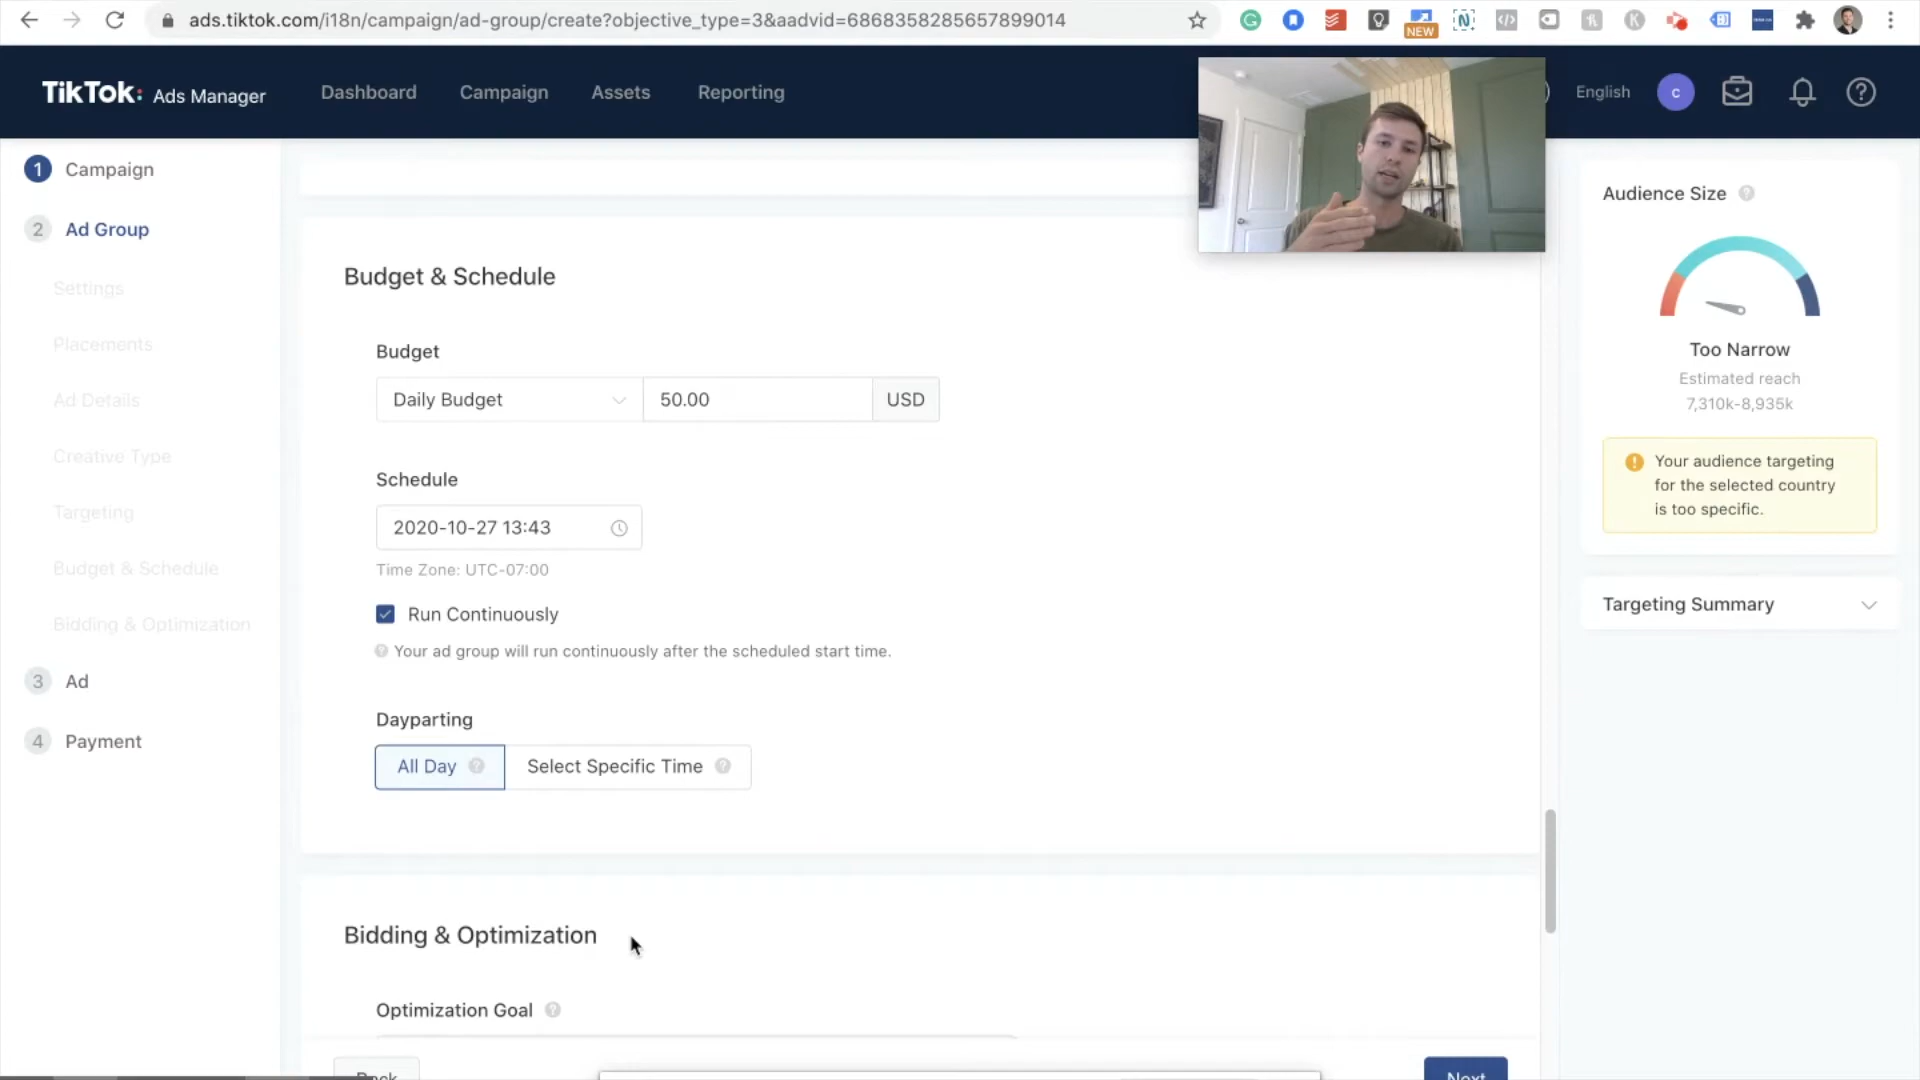 ads.tiktok.com/i18n/campaign/ad-group/create?objective_type=3&aadvid=6868358285657899014
NEW
TikTok: Ads Manager
Dashboard
Campaign
Assets
Reporting
English
C
1 Campaign
2 Ad Group
Settings
Placements
Ad Details
Creative Type
Targeting
Budget & Schedule
Bidding & Optimization
3 Ad
4 Payment
Budget & Schedule
Budget
Daily Budget
50.00
USD
Schedule
2020-10-27 13:43
Time Zone: UTC-07:00
Run Continuously
Your ad group will run continuously after the scheduled start time.
Dayparting
All Day
Select Specific Time
Bidding & Optimization
Optimization Goal
Back
Next
Audience Size
Too Narrow
Estimated reach
7,310k-8,935k
Your audience targeting
for the selected country
is too specific.
Targeting Summary